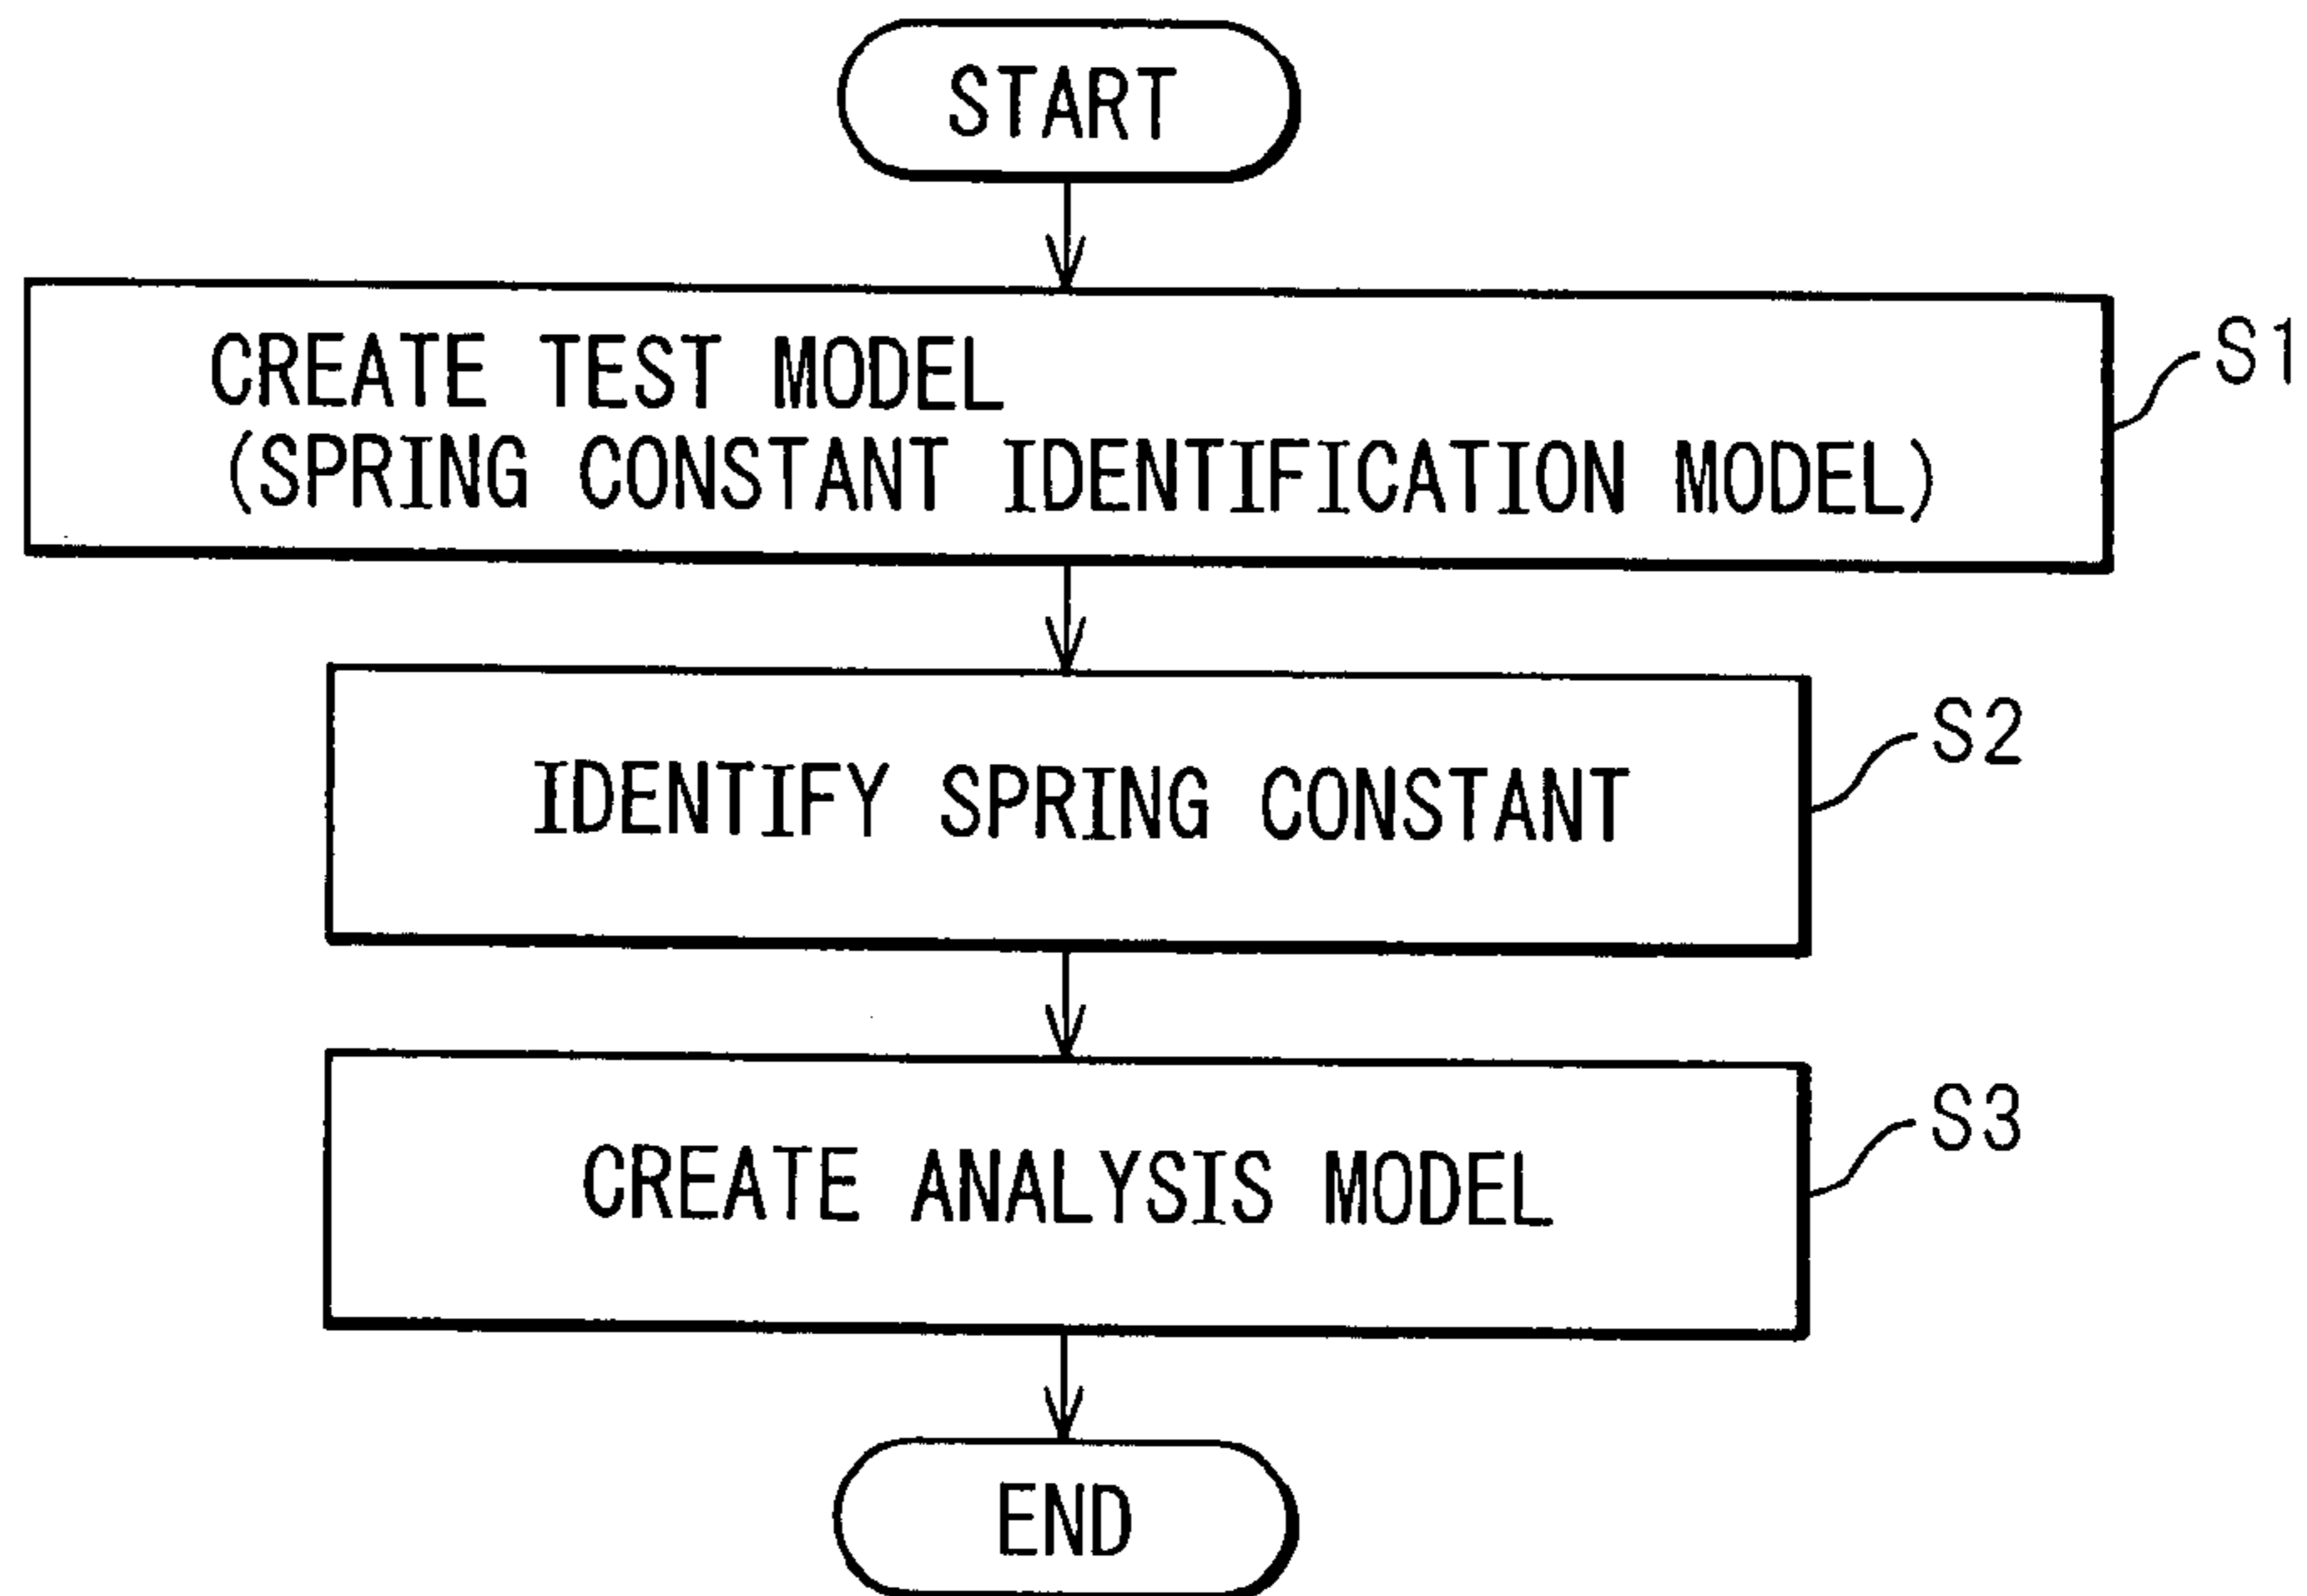 START
CREATE TEST MODEL
(SPRING CONSTANT IDENTIFICATION MODEL)
S1
IDENTIFY SPRING CONSTANT
S2
CREATE ANALYSIS MODEL
S3
END